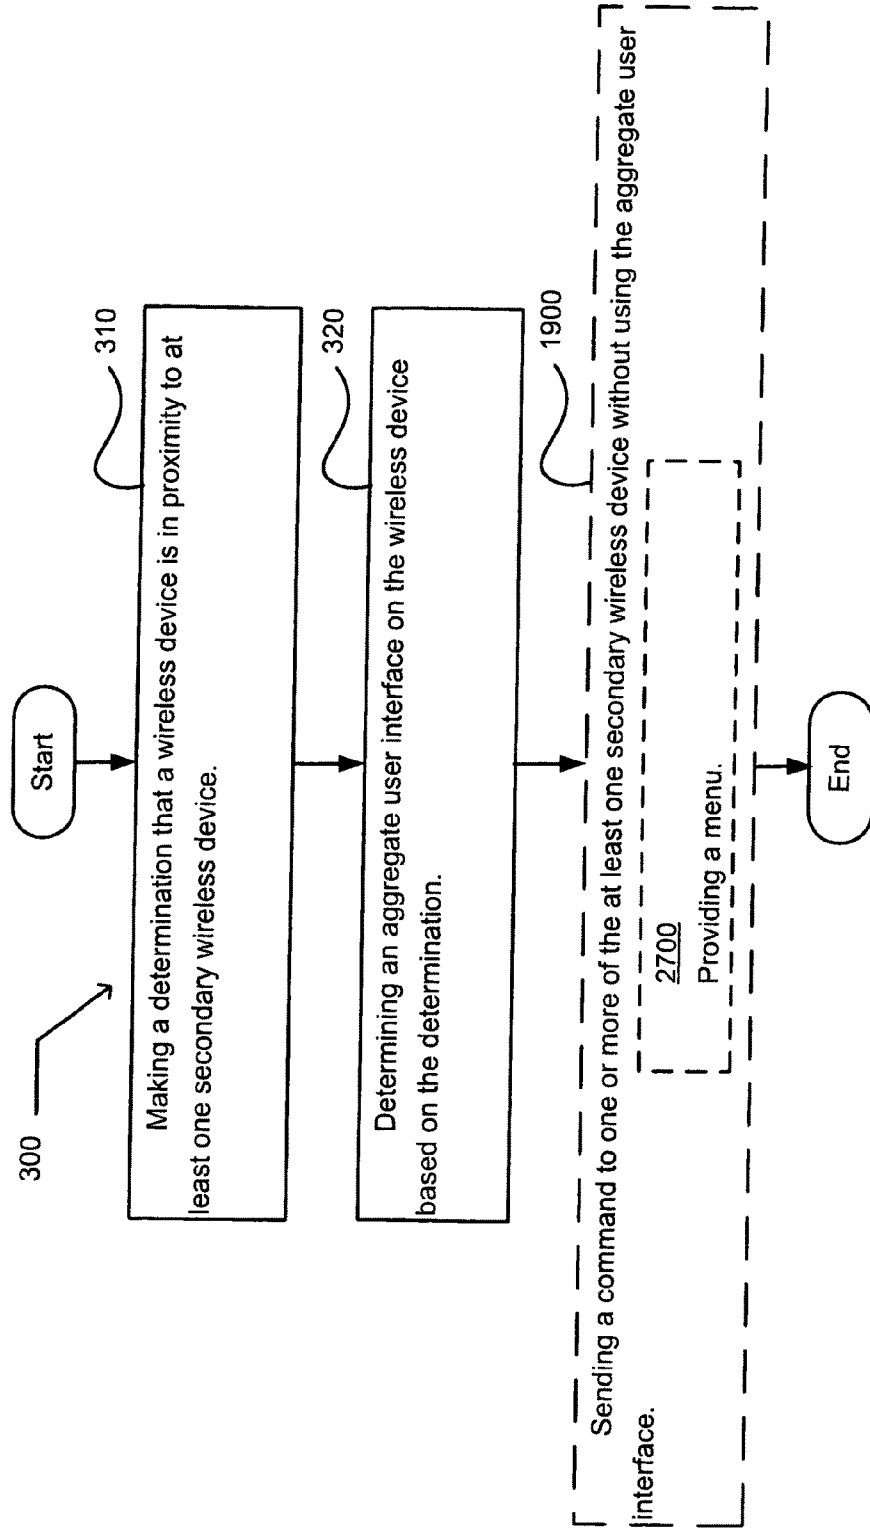 300
Start
310
Making a determination that a wireless device is in proximity to at
least one secondary wireless device.
320
Determining an aggregate user interface on the wireless device
based on the determination.
1900
Sending a command to one or more of the at least one secondary wireless device without using the aggregate user
interface.
2700
Providing a menu.
End